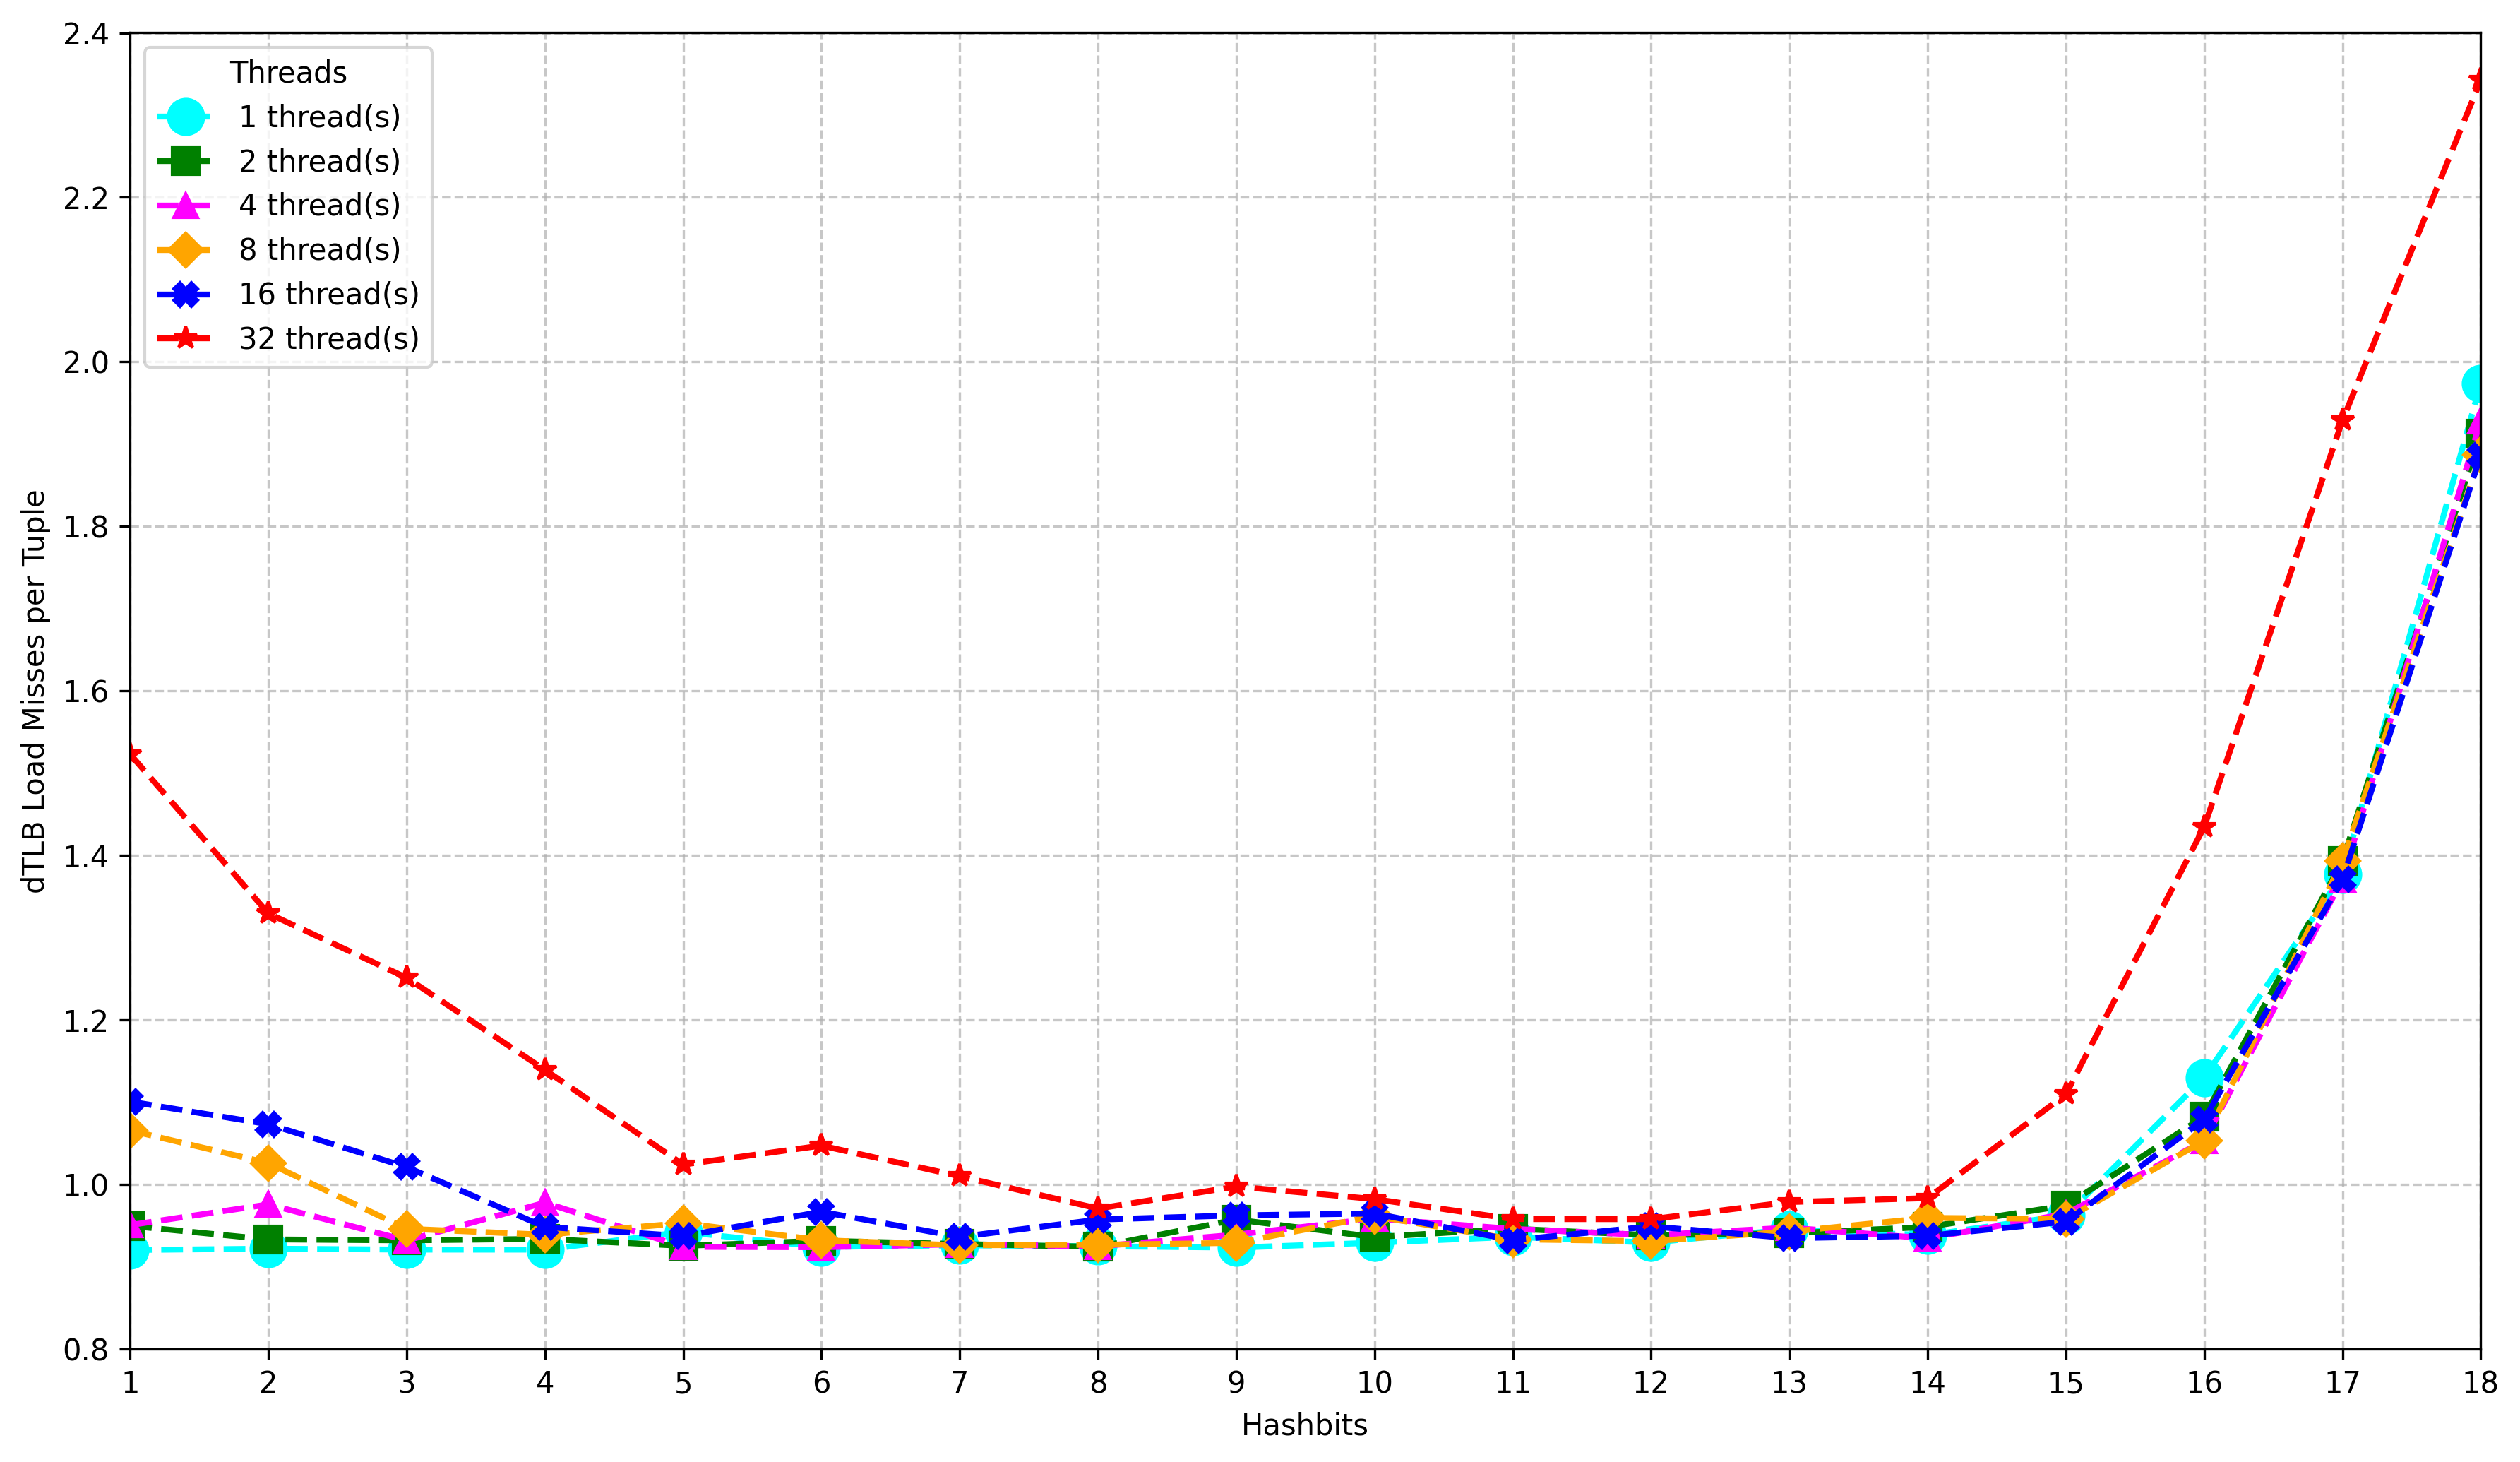 2.4
2.2
2.0
1.8
1.6
1.4
1.2
1.0
0.8
dTLB Load Misses per Tuple
Threads
1 thread(s)
2 thread(s)
4 thread(s)
8 thread(s)
16 thread(s)
32 thread(s)
1 2 3 4 5 6 7 8 9 10 11 12 13 14 15 16 17 18
Hashbits